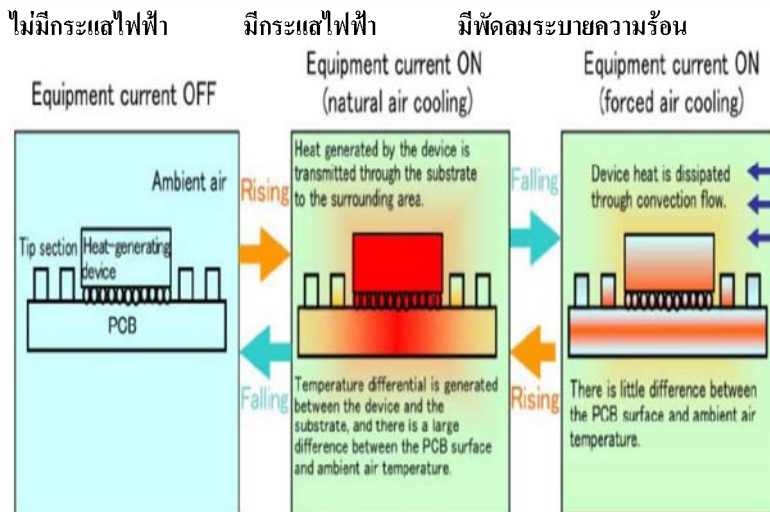 ไม่มีกระแสไฟฟ้า
มีกระแสไฟฟ้า
มีพัดลมระบายความร้อน
Equipment current OFF
Equipment current ON
(natural air cooling)
Equipment current ON
(forced air cooling)
Ambient air
Tip section
Heat-generating
device
PCB
Rising
Falling
Heat generated by the device is
transmitted through the substrate
to the surrounding area.
Temperature differential is generated
between the device and the
substrate, and there is a large
difference between the PCB surface
and ambient air temperature.
Falling
Rising
Device heat is dissipated
through convection flow.
There is little difference between
the PCB surface and ambient air
temperature.